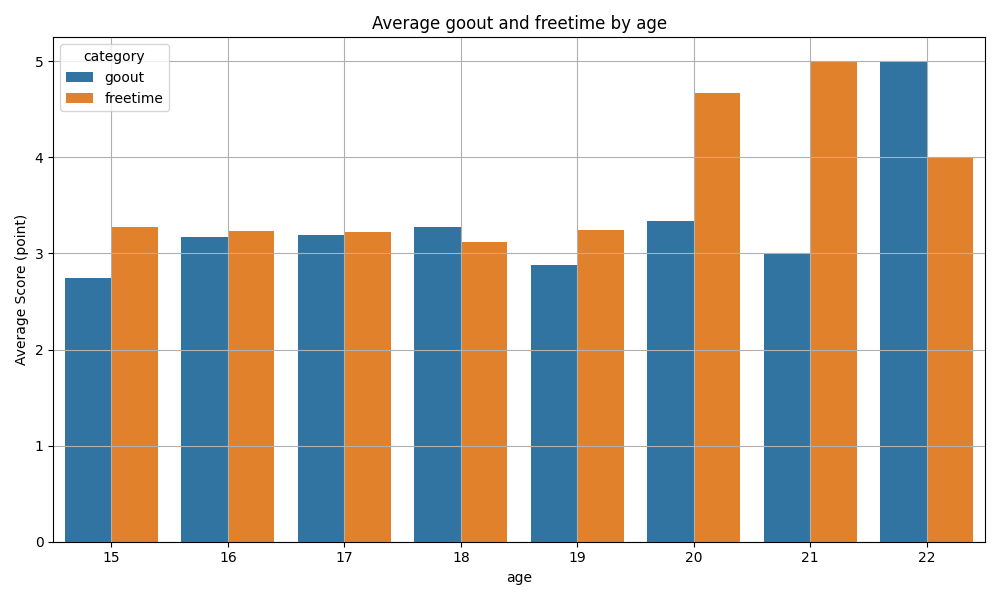 Average goout and freetime by age
category
goout
freetime
Average Score (point)
5
4
3
2
1
0
15 16 17 18 19 20 21 22
age